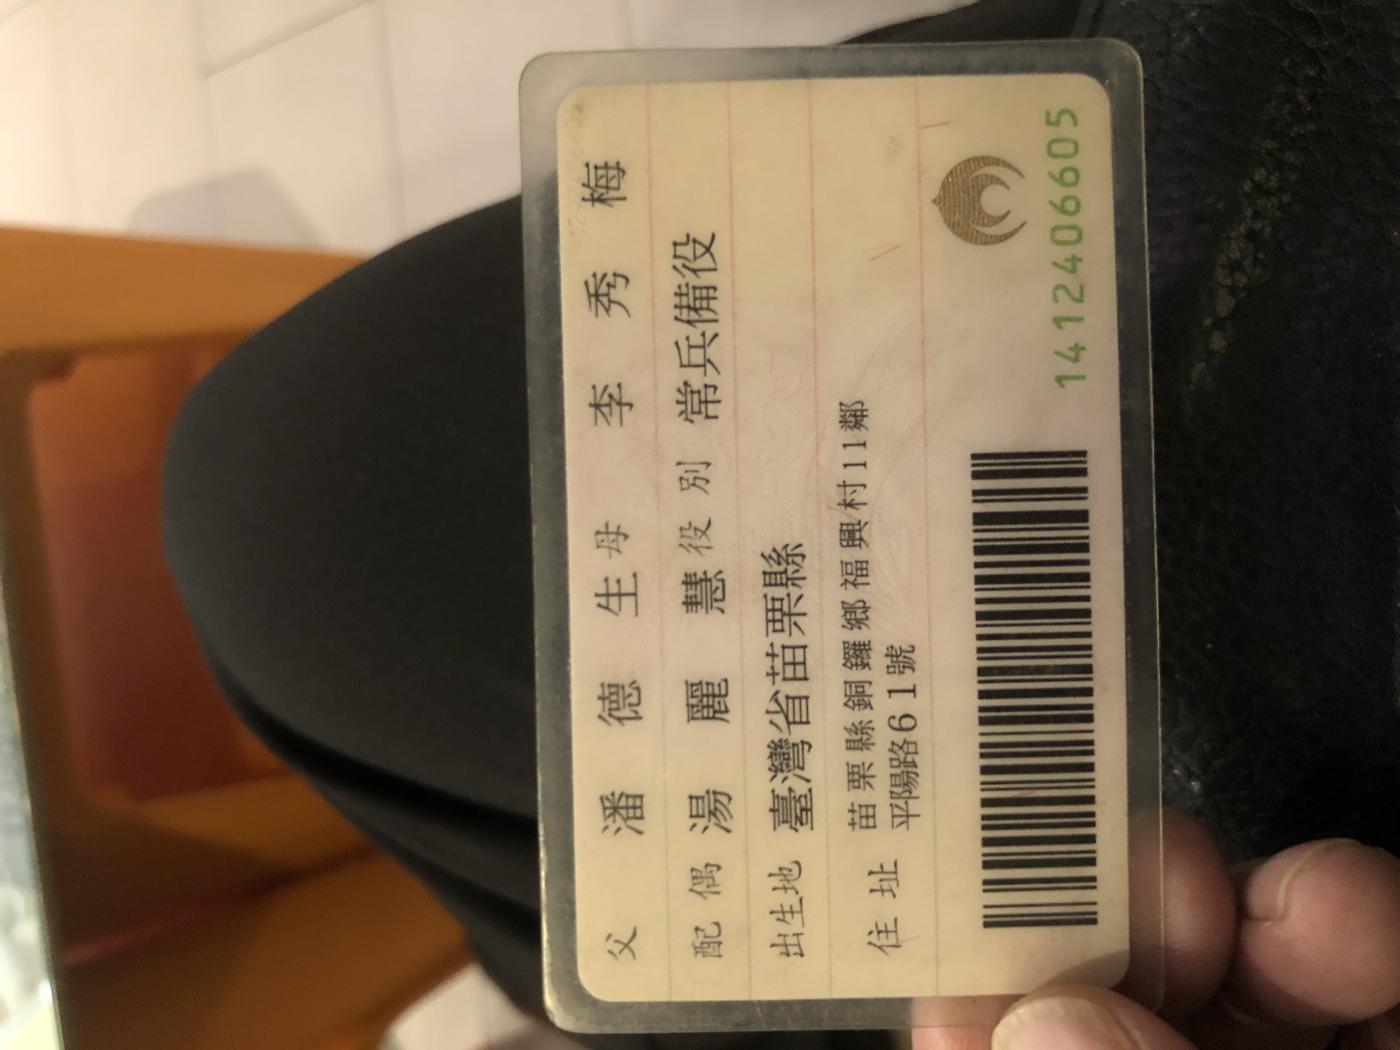 父 潘德生 母 李秀梅
配偶 湯麗慧 役別 常兵備役
出生地 臺灣省苗栗縣
住址 苗栗縣銅鑼鄉福興村11鄰
平陽路61號
1412406605